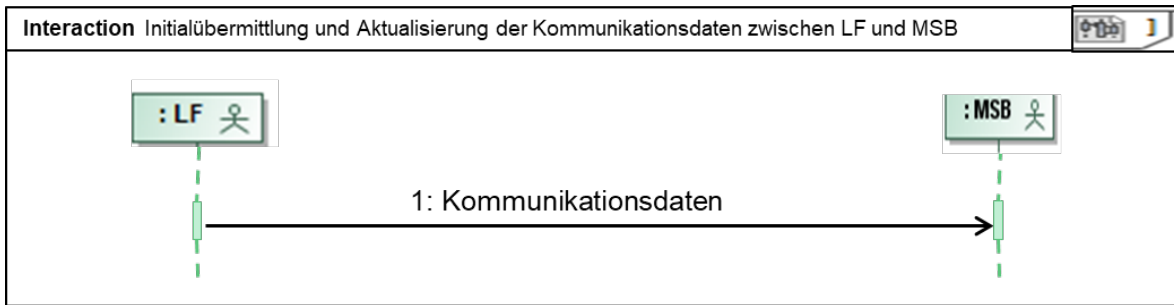 Interaction Initialübermittlung und Aktualisierung der Kommunikationsdaten zwischen LF und MSB
: LF
: MSB
1: Kommunikationsdaten